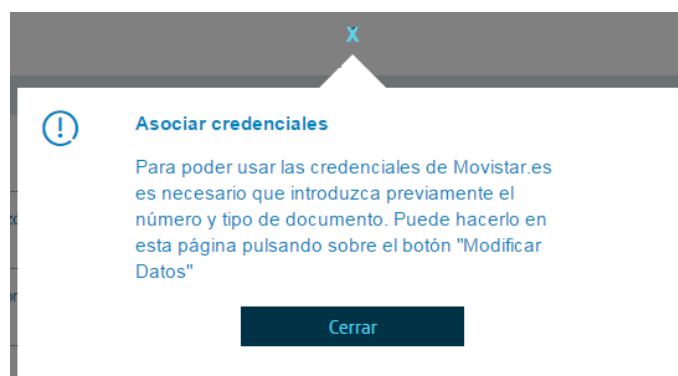 X
Asociar credenciales
Para poder usar las credenciales de Movistar.es
es necesario que introduzca previamente el
número y tipo de documento. Puede hacerlo en
esta página pulsando sobre el botón "Modificar
Datos"
Cerrar